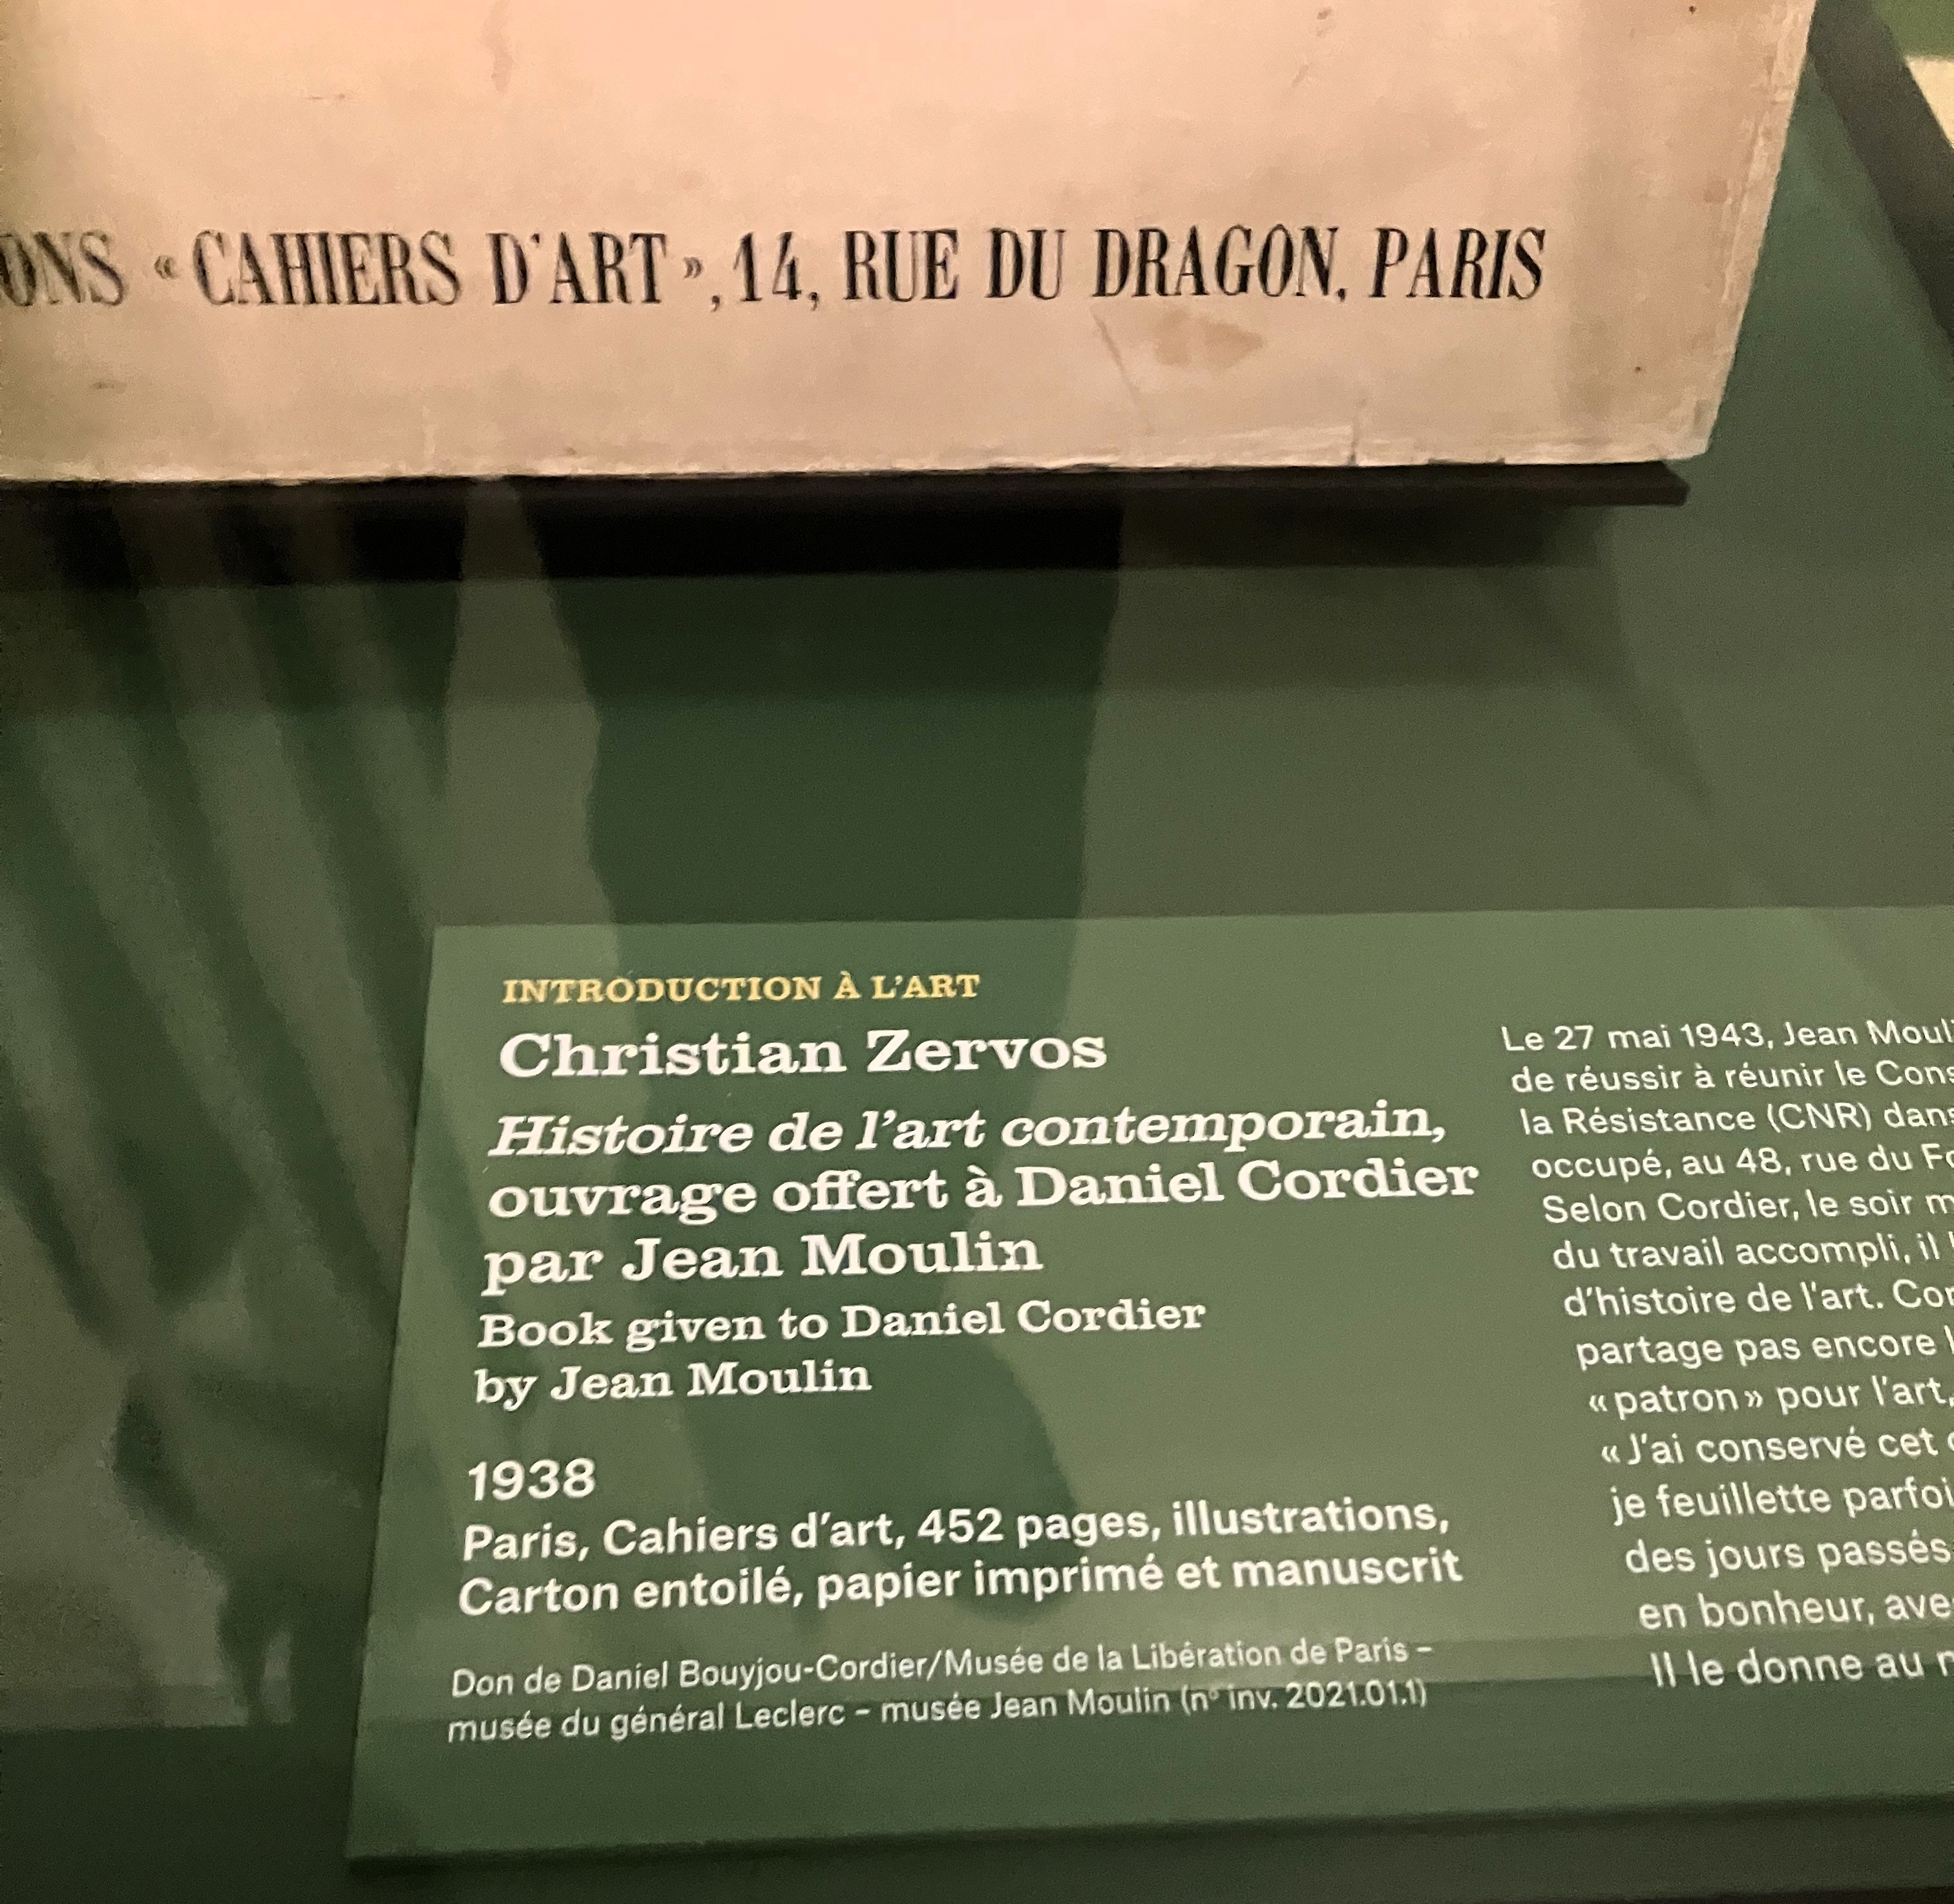 « CAHIERS D'ART », 14, RUE DU DRAGON, PARIS
INTRODUCTION À L'ART
Christian Zervos
Histoire de l'art contemporain,
ouvrage offert à Daniel Cordier
par Jean Moulin
Book given to Daniel Cordier
by Jean Moulin
1938
Paris, Cahiers d'art, 452 pages, illustrations,
Carton entoilé, papier imprimé et manuscrit
Don de Daniel Bouyjou-Cordier/Musée de la Libération de Paris –
musée du général Leclerc – musée Jean Moulin (n° inv. 2021.01.1)
Le 27 mai 1943, Jean
de réussir à réunir le
la Résistance (CNR)
occupé, au 48, rue du
Selon Cordier, le soir
du travail accompli, il
d'histoire de l'art.
partage pas encore
« patron » pour l'art,
« J'ai conservé cet
je feuillette
des jours passés
en bonheur,
Il le donne au